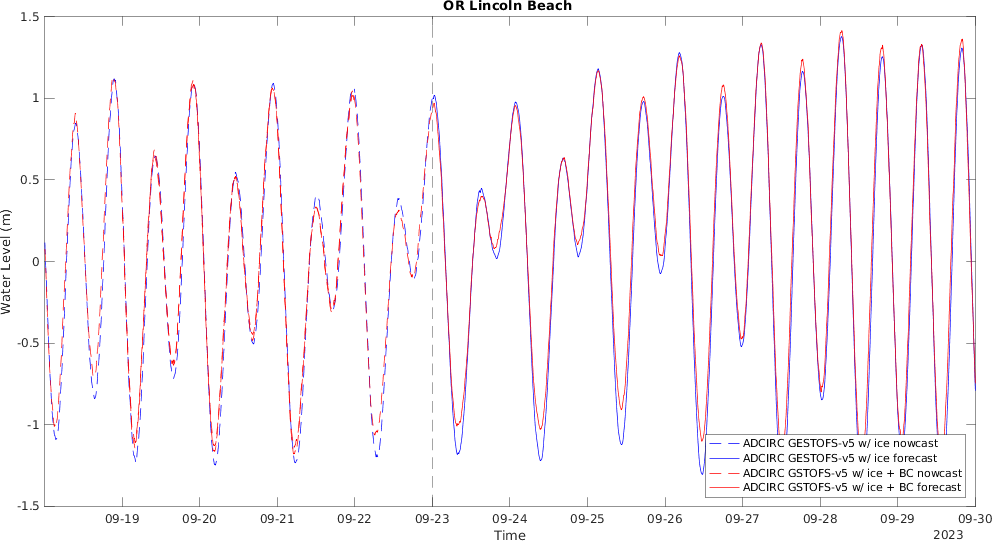 OR Lincoln Beach
1.5
1
0.5
0
-0.5
-1
-1.5
Water Level (m)
ADCIRC GESTOFS-v5 w/ ice nowcast
ADCIRC GESTOFS-v5 w/ ice forecast
ADCIRC GSTOFS-v5 w/ ice + BC nowcast
ADCIRC GSTOFS-v5 w/ ice + BC forecast
09-19 09-20 09-21 09-22 09-23 09-24 09-25 09-26 09-27 09-28 09-29 09-30
Time
2023